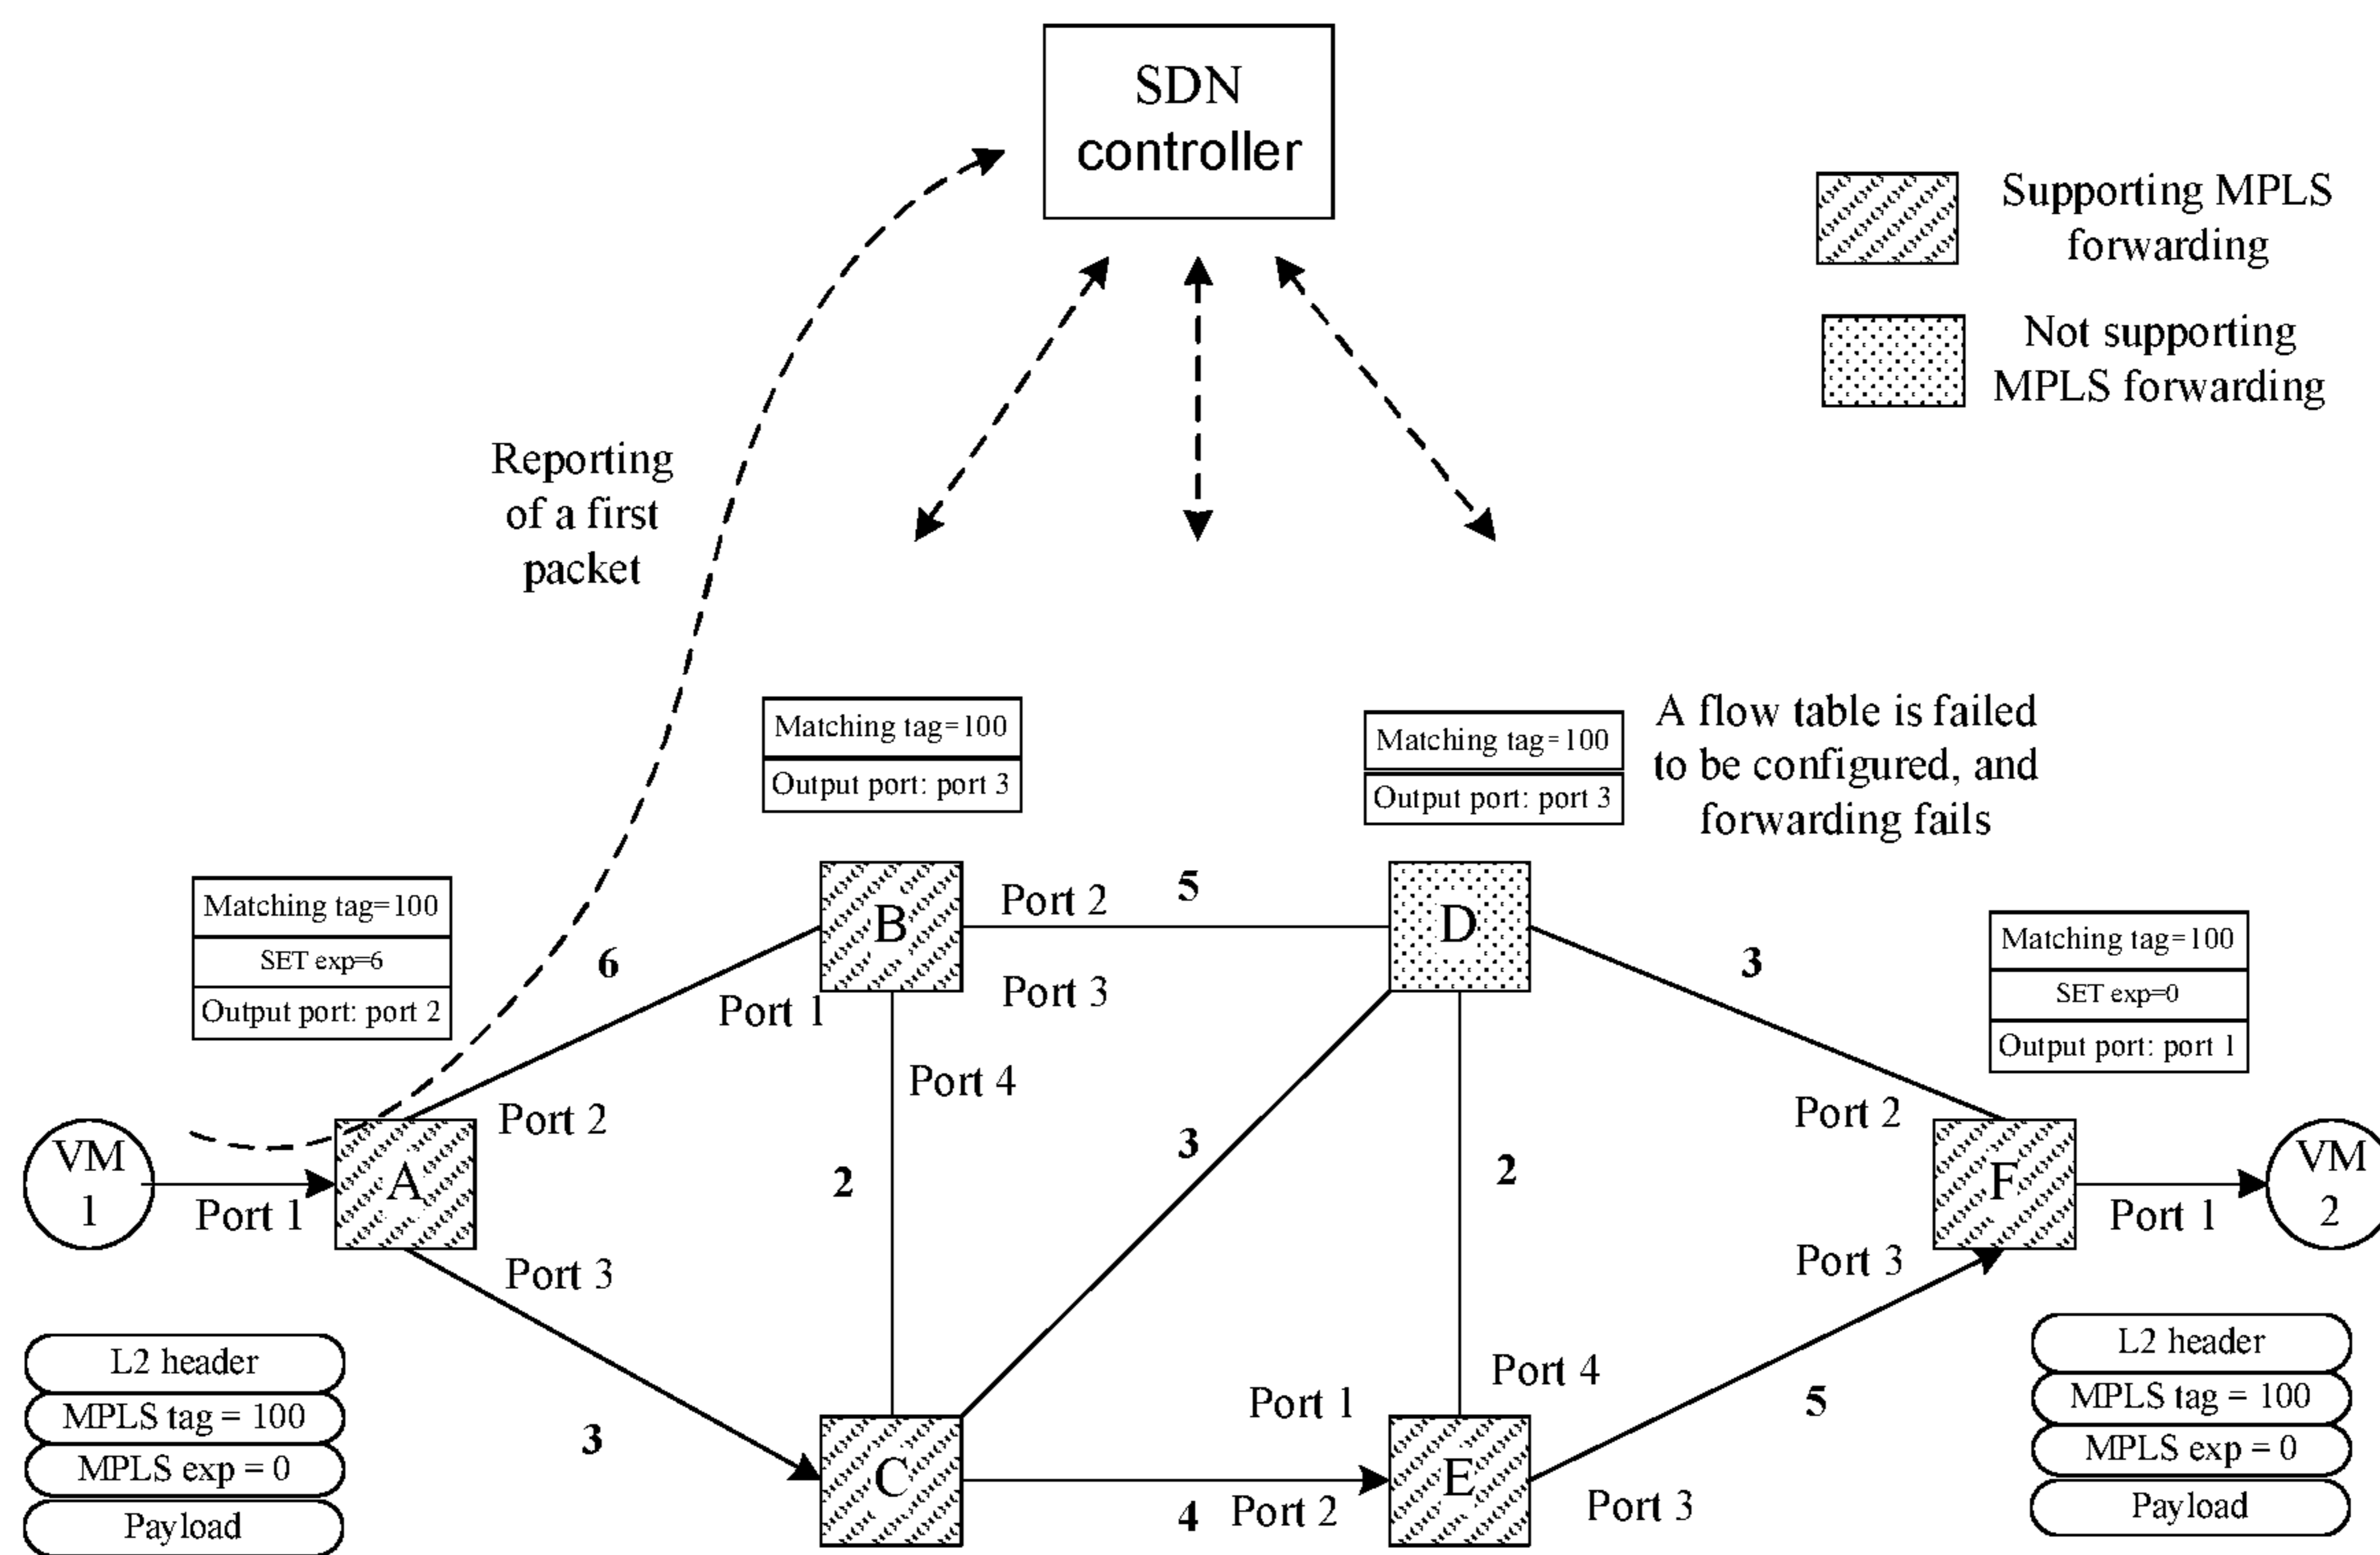 SDN
controller
Supporting MPLS
forwarding
Not supporting
MPLS forwarding
Reporting
of a first
packet
Matching tag=100
Output port: port 3
Matching tag=100
Output port: port 3
A flow table is failed
to be configured, and
forwarding fails
Matching tag=100
SET exp=6
Output port: port 2
Matching tag=100
SET exp=0
Output port: port 1
B
D
Port 2
5
Port 3
Port 1
6
3
Port 4
Port 2
Port 2
VM
1
Port 1
A
2
3
2
F
Port 1
VM
2
Port 3
Port 3
Port 1
Port 4
3
5
C
E
4
Port 2
Port 3
L2 header
MPLS tag = 100
MPLS exp = 0
Payload
L2 header
MPLS tag = 100
MPLS exp = 0
Payload